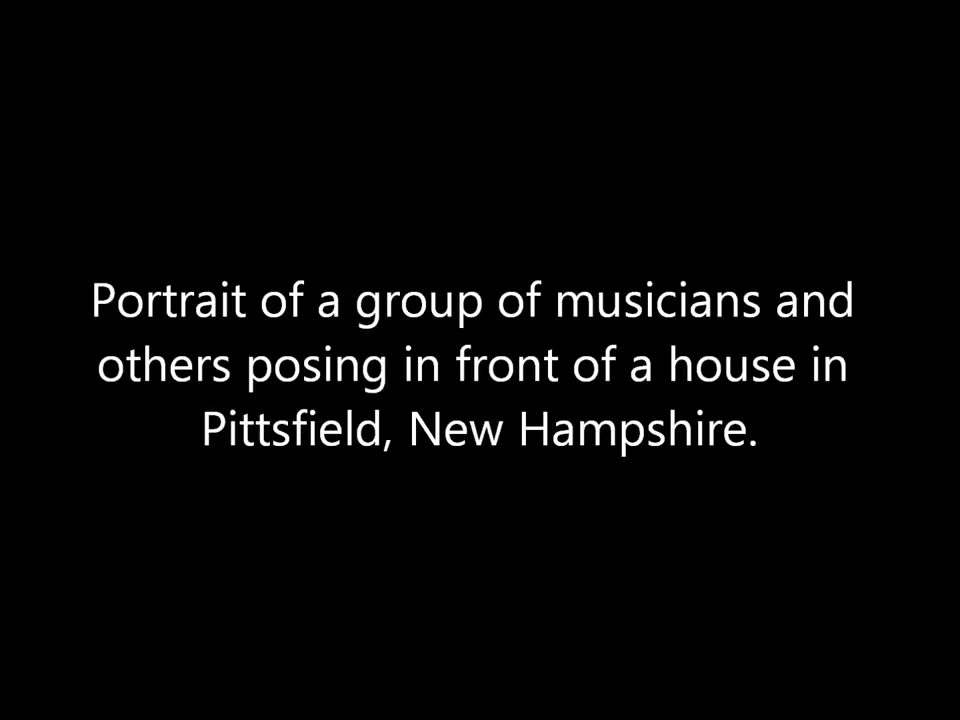 Portrait of a group of musicians and
others posing in front of a house in
Pittsfield, New Hampshire.